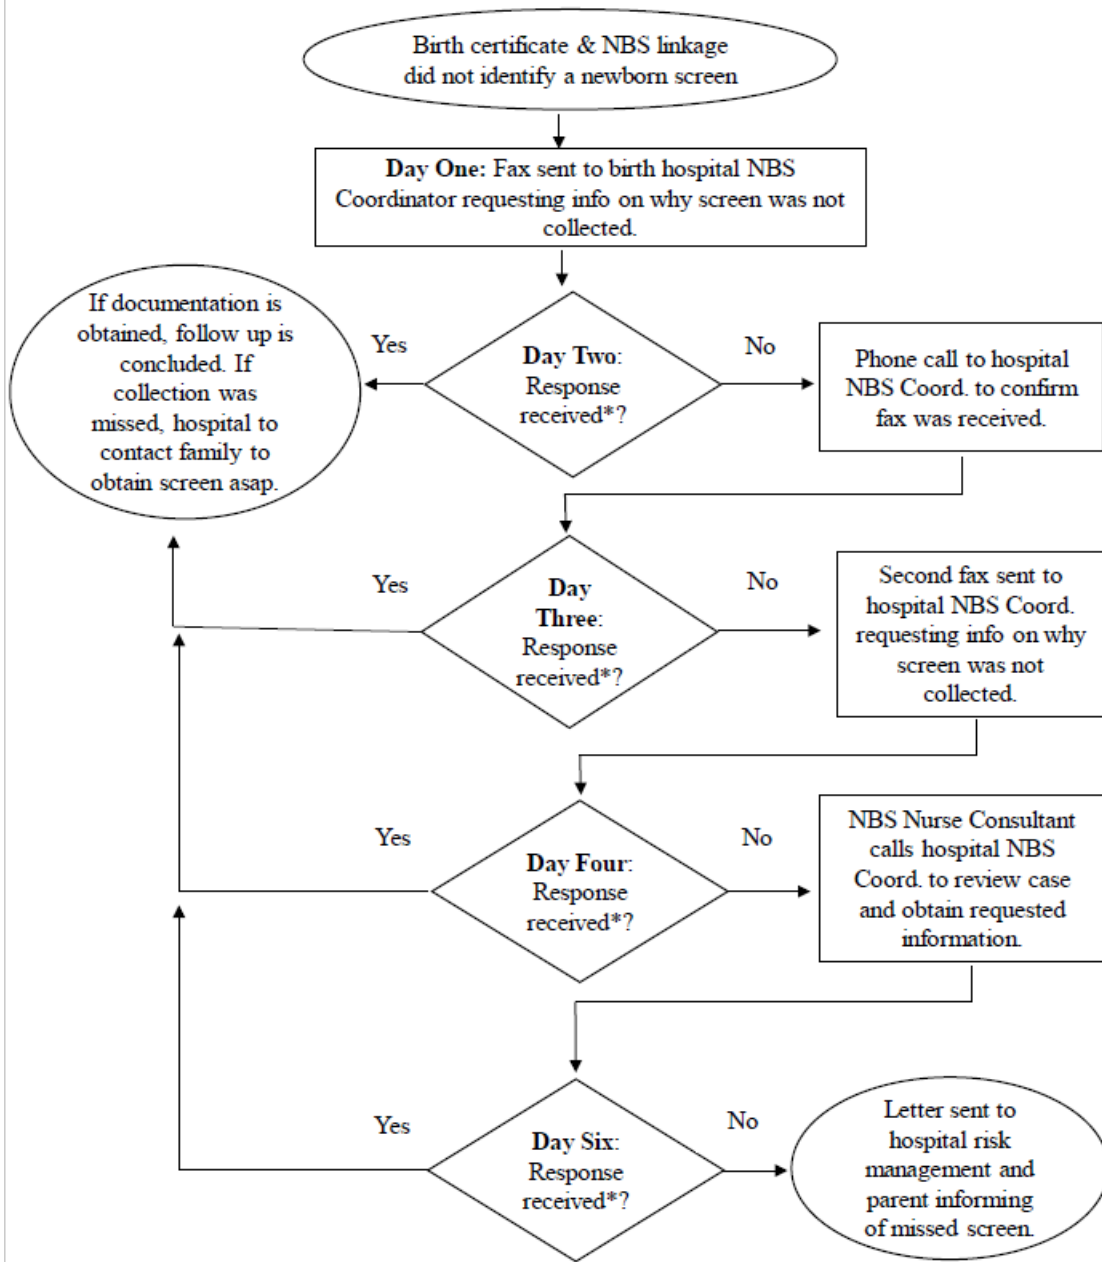 Birth certificate & NBS linkage
did not identify a newborn screen
Day One: Fax sent to birth hospital NBS
Coordinator requesting info on why screen was not
collected.
If documentation is
obtained, follow up is
concluded. If
collection was
missed, hospital to
contact family to
obtain screen asap.
Yes
Day Two:
Response
received*?
No
Phone call to hospital
NBS Coord. to confirm
fax was received.
Yes
Day
Three:
Response
received*?
No
Second fax sent to
hospital NBS Coord.
requesting info on why
screen was not
collected.
Yes
Day Four:
Response
received*?
No
NBS Nurse Consultant
calls hospital NBS
Coord. to review case
and obtain requested
information.
Yes
Day Six:
Response
received*?
No
Letter sent to
hospital risk
management and
parent informing
of missed screen.